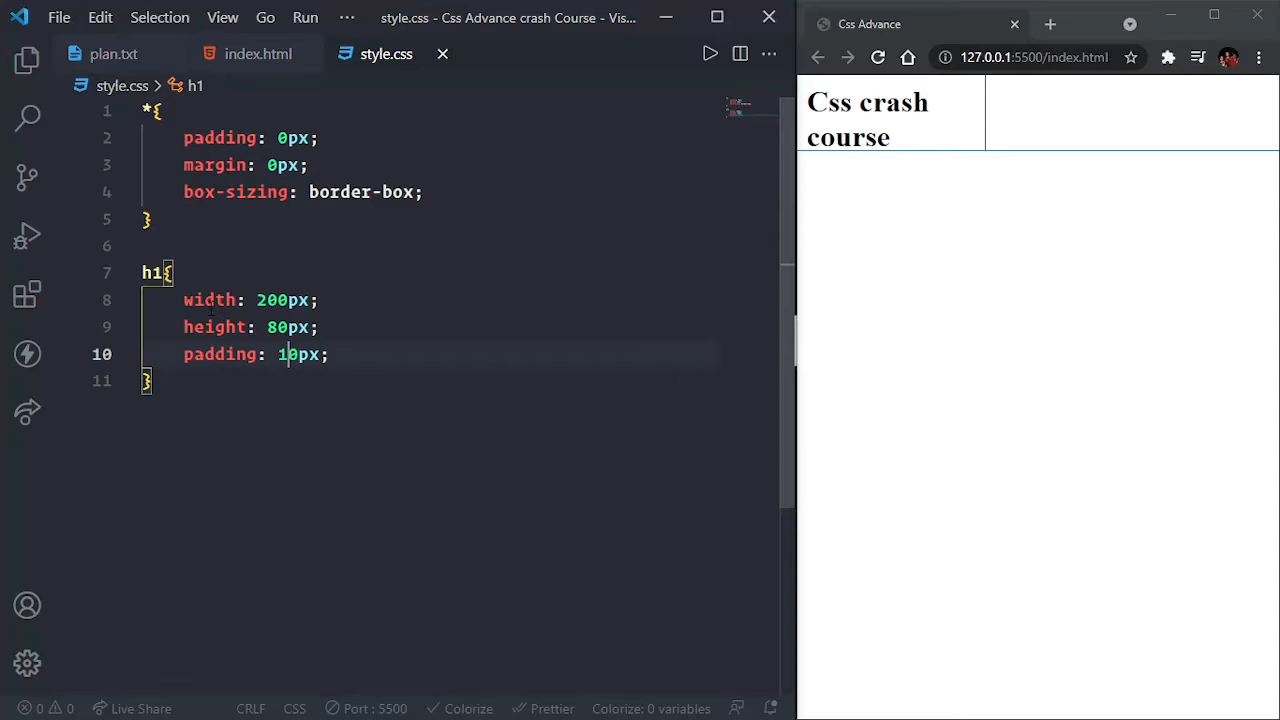 File Edit Selection View Go Run ··· style.css - Css Advance crash Course - Vis...
plan.txt index.html style.css
style.css > h1
1 *{
2 padding: 0px;
3 margin: 0px;
4 box-sizing: border-box;
5 }
6
7 h1{
8 width: 200px;
9 height: 80px;
10 padding: 10px;
11 }
0 0 Live Share CRLF CSS Port : 5500 Colorize Prettier Colorize: 0 variables
Css Advance
127.0.0.1:5500/index.html
Css crash
course